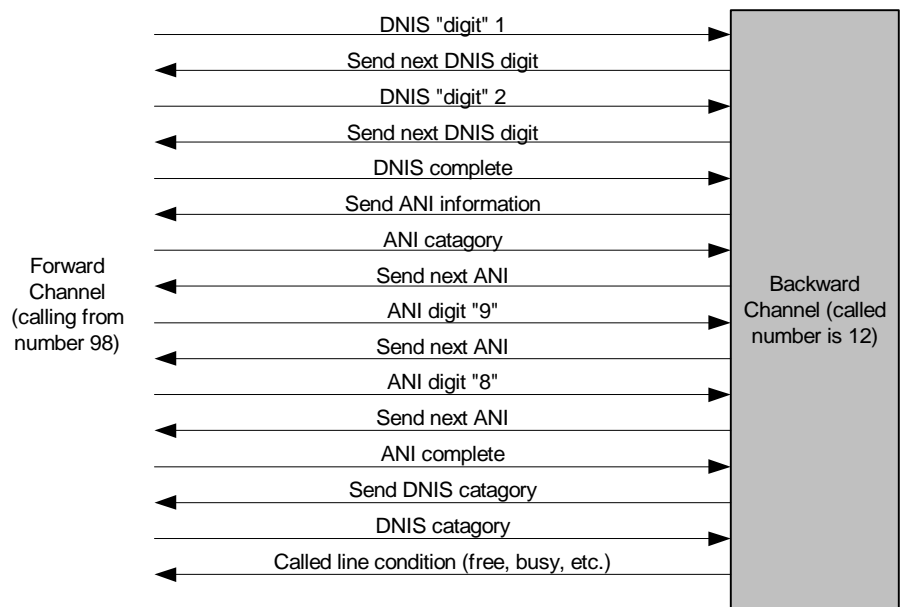 DNIS "digit" 1
Send next DNIS digit
DNIS "digit" 2
Send next DNIS digit
DNIS complete
Send ANI information
ANI catagory
Send next ANI
ANI digit "9"
Send next ANI
ANI digit "8"
Send next ANI
ANI complete
Send DNIS catagory
DNIS catagory
Called line condition (free, busy, etc.)
Forward
Channel
(calling from
number 98)
Backward
Channel (called
number is 12)